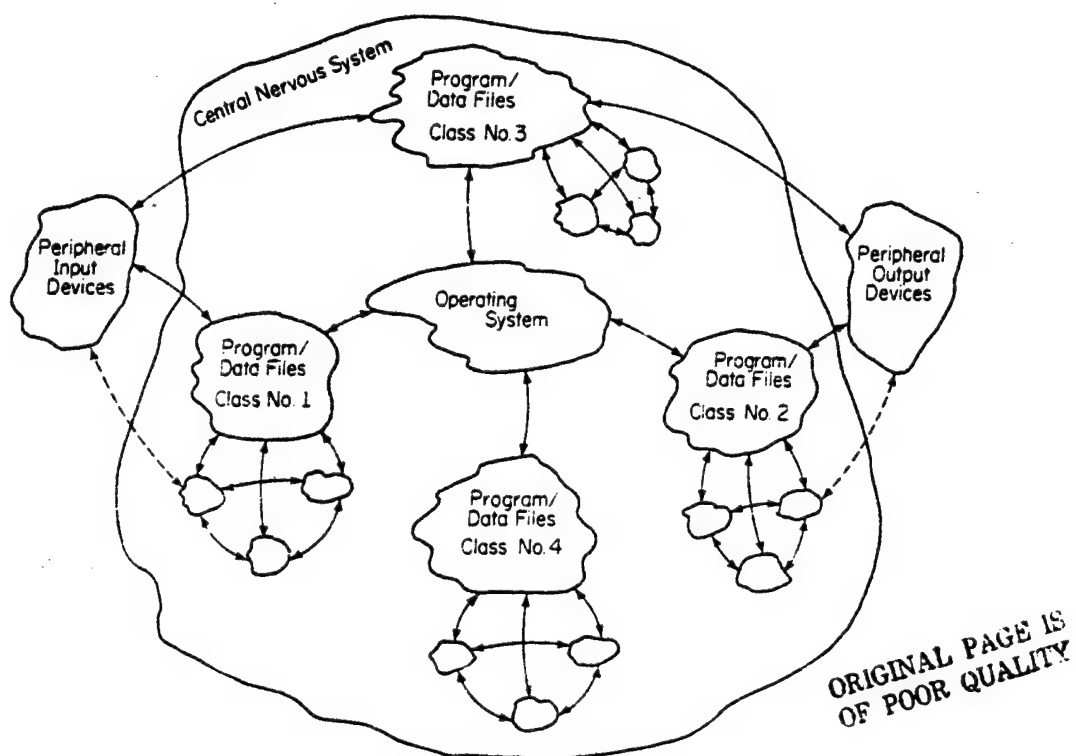 Central Nervous System
Program/
Data Files
Class No. 3
Peripheral
Input
Devices
Operating
System
Peripheral
Output
Devices
Program/
Data Files
Class No. 1
Program/
Data Files
Class No. 2
Program/
Data Files
Class No. 4
ORIGINAL PAGE IS
OF POOR QUALITY